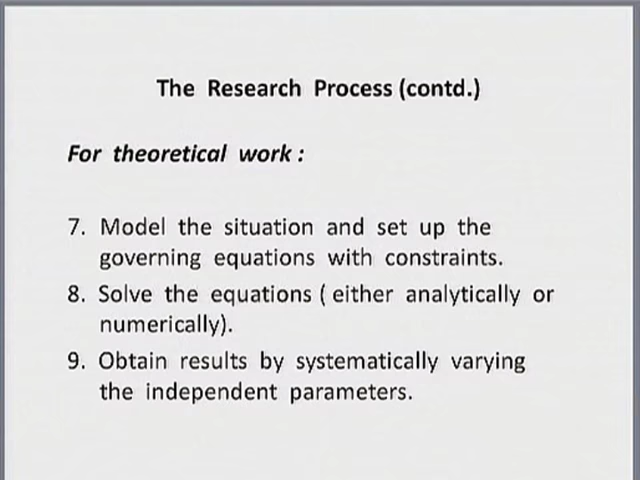 The Research Process (contd.)
For theoretical work :
7. Model the situation and set up the
governing equations with constraints.
8. Solve the equations ( either analytically or
numerically).
9. Obtain results by systematically varying
the independent parameters.